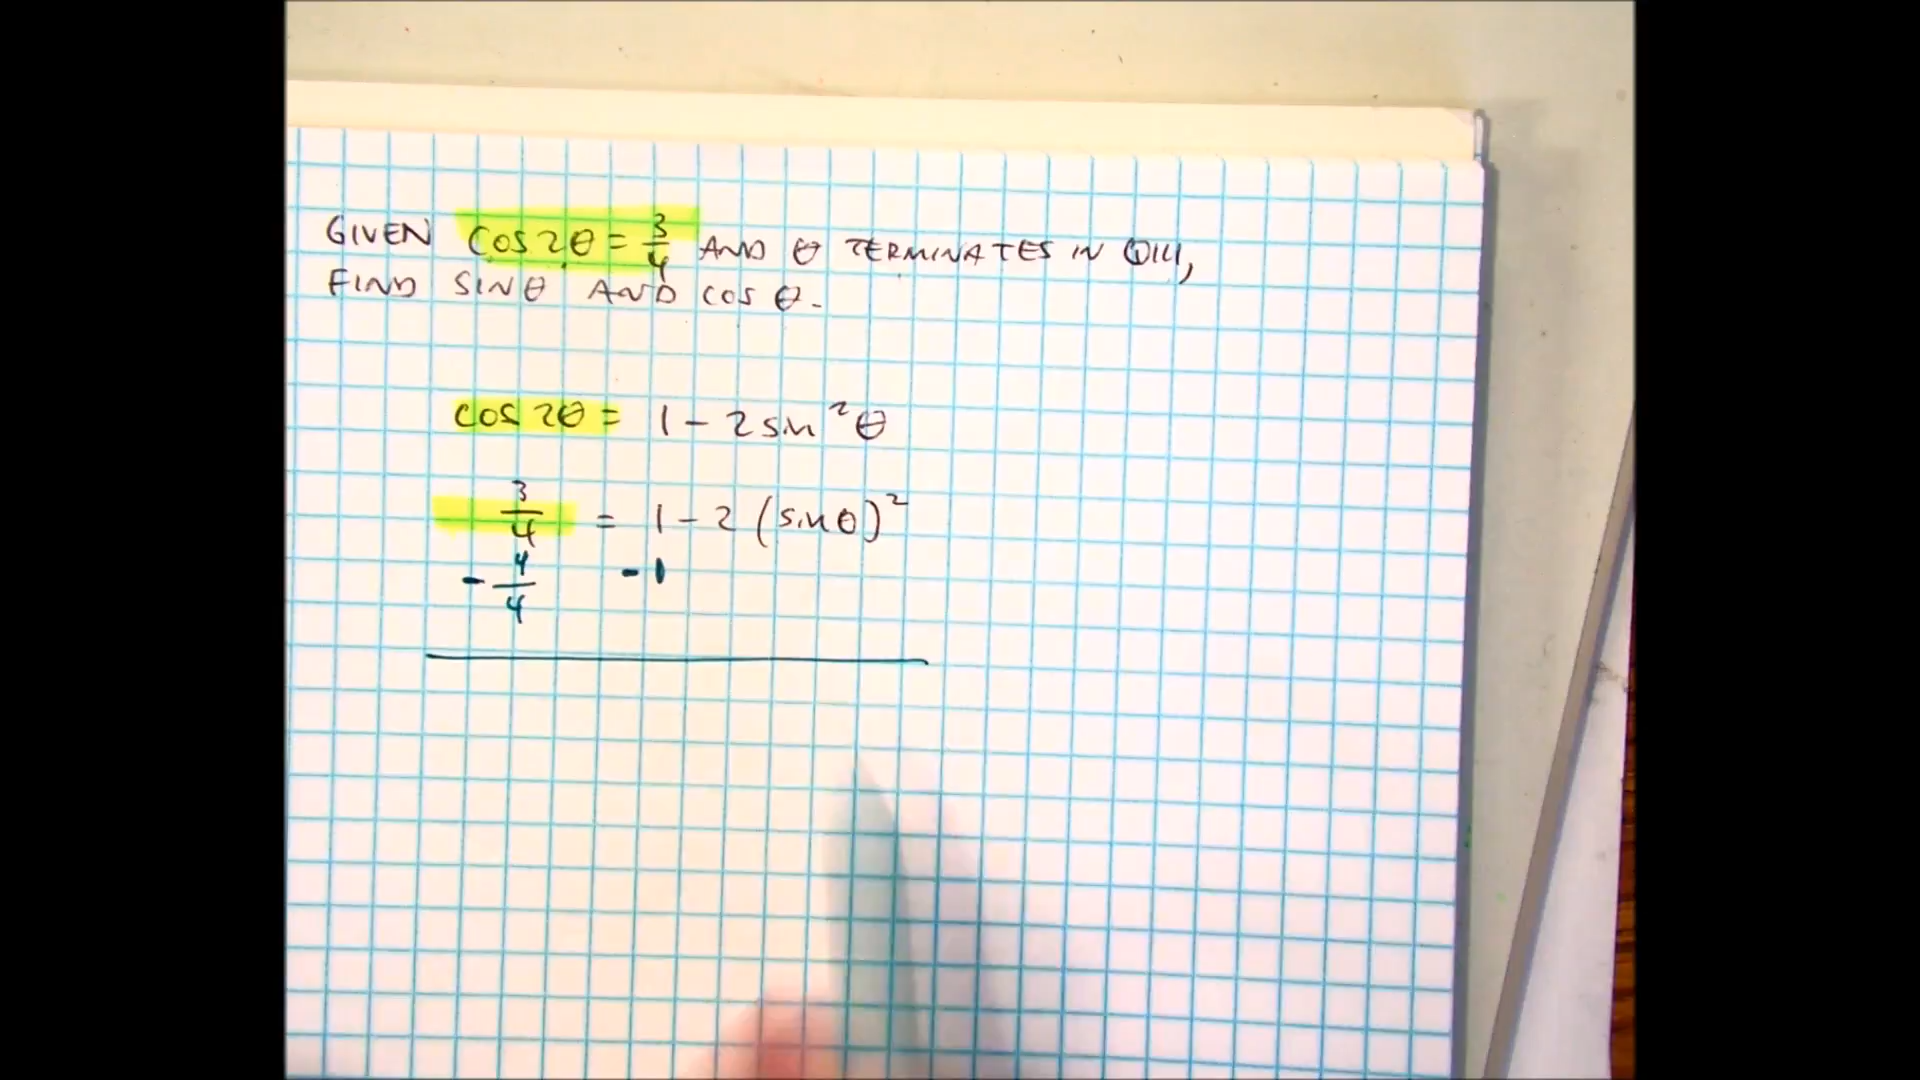 GIVEN COS 2θ = 3/4 AND θ TERMINATES IN QIII,
FIND SIN θ AND COS θ.
COS 2θ = 1 - 2 sin²θ
3/4 = 1 - 2 (sin θ)²
- 4/4 - 1